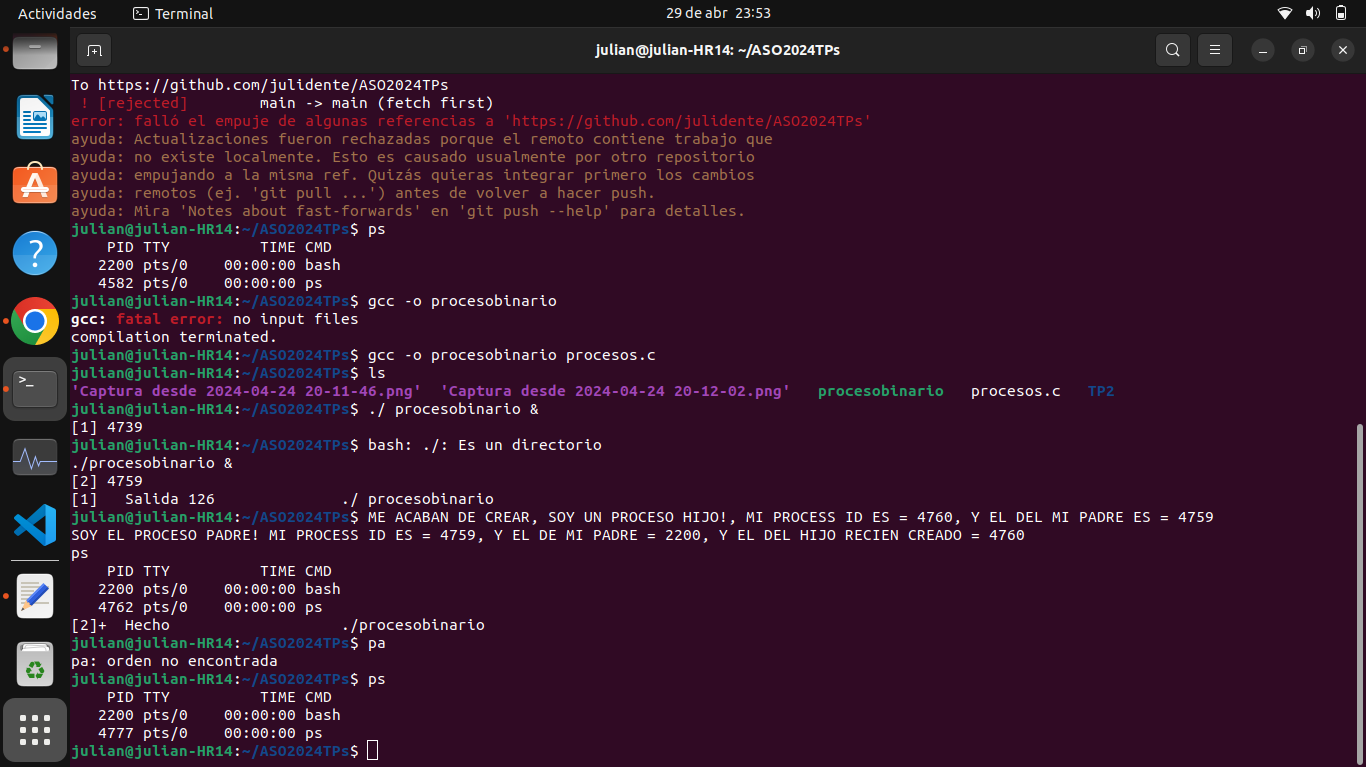 Actividades
Terminal
29 de abr 23:53
julian@julian-HR14: ~/ASO2024TPs
To https://github.com/julidente/ASO2024TPs
 ! [rejected]        main -> main (fetch first)
error: falló el empuje de algunas referencias a 'https://github.com/julidente/ASO2024TPs'
ayuda: Actualizaciones fueron rechazadas porque el remoto contiene trabajo que
ayuda: no existe localmente. Esto es causado usualmente por otro repositorio
ayuda: empujando a la misma ref. Quizás quieras integrar primero los cambios
ayuda: remotos (ej. 'git pull ...') antes de volver a hacer push.
ayuda: Mira 'Notes about fast-forwards' en 'git push --help' para detalles.
julian@julian-HR14:~/ASO2024TPs$ ps
    PID TTY          TIME CMD
   2200 pts/0    00:00:00 bash
   4582 pts/0    00:00:00 ps
julian@julian-HR14:~/ASO2024TPs$ gcc -o procesobinario
gcc: fatal error: no input files
compilation terminated.
julian@julian-HR14:~/ASO2024TPs$ gcc -o procesobinario procesos.c
julian@julian-HR14:~/ASO2024TPs$ ls
'Captura desde 2024-04-24 20-11-46.png'  'Captura desde 2024-04-24 20-12-02.png'   procesobinario   procesos.c   TP2
julian@julian-HR14:~/ASO2024TPs$ ./ procesobinario &
[1] 4739
julian@julian-HR14:~/ASO2024TPs$ bash: ./: Es un directorio
./procesobinario &
[2] 4759
[1]   Salida 126              ./ procesobinario
julian@julian-HR14:~/ASO2024TPs$ ME ACABAN DE CREAR, SOY UN PROCESO HIJO!, MI PROCESS ID ES = 4760, Y EL DEL MI PADRE ES = 4759
SOY EL PROCESO PADRE! MI PROCESS ID ES = 4759, Y EL DE MI PADRE = 2200, Y EL DEL HIJO RECIEN CREADO = 4760
ps
    PID TTY          TIME CMD
   2200 pts/0    00:00:00 bash
   4762 pts/0    00:00:00 ps
[2]+  Hecho                   ./procesobinario
julian@julian-HR14:~/ASO2024TPs$ pa
pa: orden no encontrada
julian@julian-HR14:~/ASO2024TPs$ ps
    PID TTY          TIME CMD
   2200 pts/0    00:00:00 bash
   4777 pts/0    00:00:00 ps
julian@julian-HR14:~/ASO2024TPs$